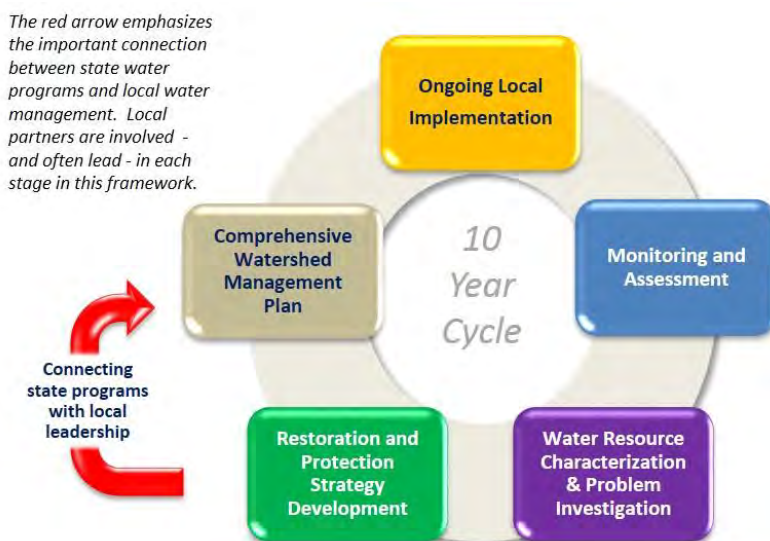 The red arrow emphasizes
the important connection
between state water
programs and local water
management. Local
partners are involved -
and often lead - in each
stage in this framework.
Ongoing Local
Implementation
Monitoring and
Assessment
Water Resource
Characterization
& Problem
Investigation
Restoration and
Protection
Strategy
Development
Comprehensive
Watershed
Management
Plan
10
Year
Cycle
Connecting
state programs
with local
leadership